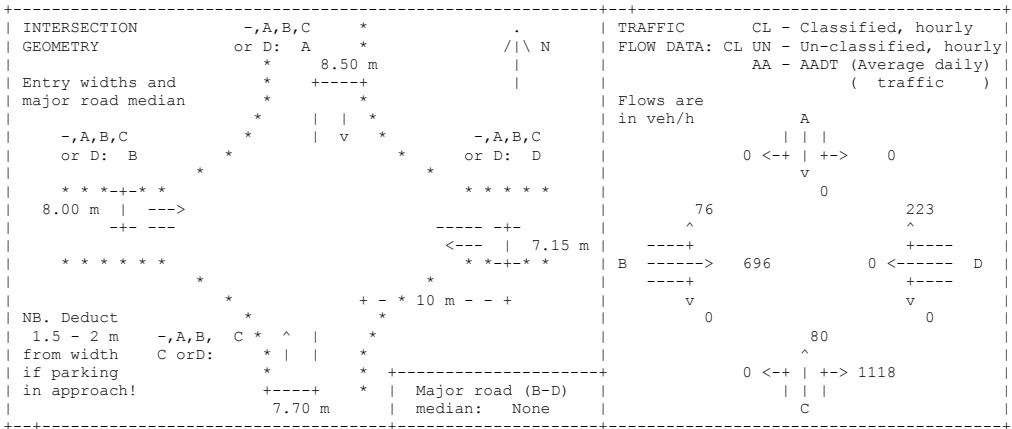 +--+-----------------------------------------------------------------+--+--------------------------------------------+
| INTERSECTION          -,A,B,C     *              .         | TRAFFIC      CL - Classified, hourly   |
| GEOMETRY             or D:  A     *             /|\ N      | FLOW DATA: CL UN - Un-classified, hourly|
|                         *     8.50 m             |         |              AA - AADT (Average daily) |
| Entry widths and        *    +----+              |         |                       (  traffic    )  |
| major road median       *         *                        | Flows are                              |
|                        *   |  |  *                        | in veh/h          A                    |
|    -,A,B,C            *       |  v   *         -,A,B,C     |                 | | |                  |
|    or D:  B         *                   *     or D:  D     |            0 <-+ | +->    0            |
|                  *                         *               |                   v                    |
|    * * *-+-* *                                * * * * *    |                     0                  |
|  8.00 m  |  --->                                           |        76                    223       |
|         -+- ---                            ----- -+-       |       ^                      ^         |
|                                             <---  |  7.15 m |    ----+                     +----     |
|    * * * * * *                                * *-+-* *    | B  ------>   696        0 <------  D   |
|                  *                         *               |    ----+                     +----     |
|                     *             + - * 10 m - - +         |       v                      v         |
| NB. Deduct            *              *                     |         0                      0       |
|  1.5 - 2 m    -,A,B,  C *  ^  |     *                      |                    80                  |
| from width    C orD:    * |  |    *                        |                   ^                    |
| if parking              *         *  +---------------------+            0 <-+ | +-> 1118            |
| in approach!            +----+    *  |  Major road (B-D)   |                 | | |                  |
|                          7.70 m      |  median:   None     |                   C                    |
+--+-----------------------------------+---------------------+----------------------------------------+